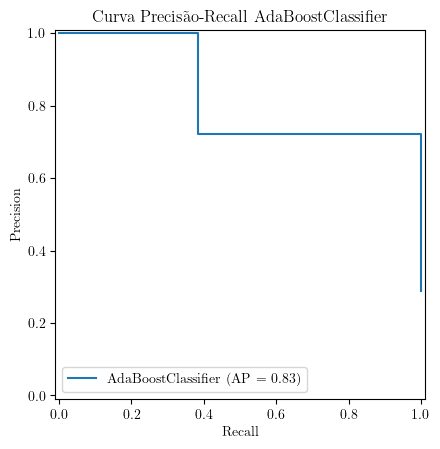 Curva Precisão-Recall AdaBoostClassifier
1.0
0.8
0.6
0.4
0.2
0.0
Precision
AdaBoostClassifier (AP = 0.83)
0.0 0.2 0.4 0.6 0.8 1.0
Recall